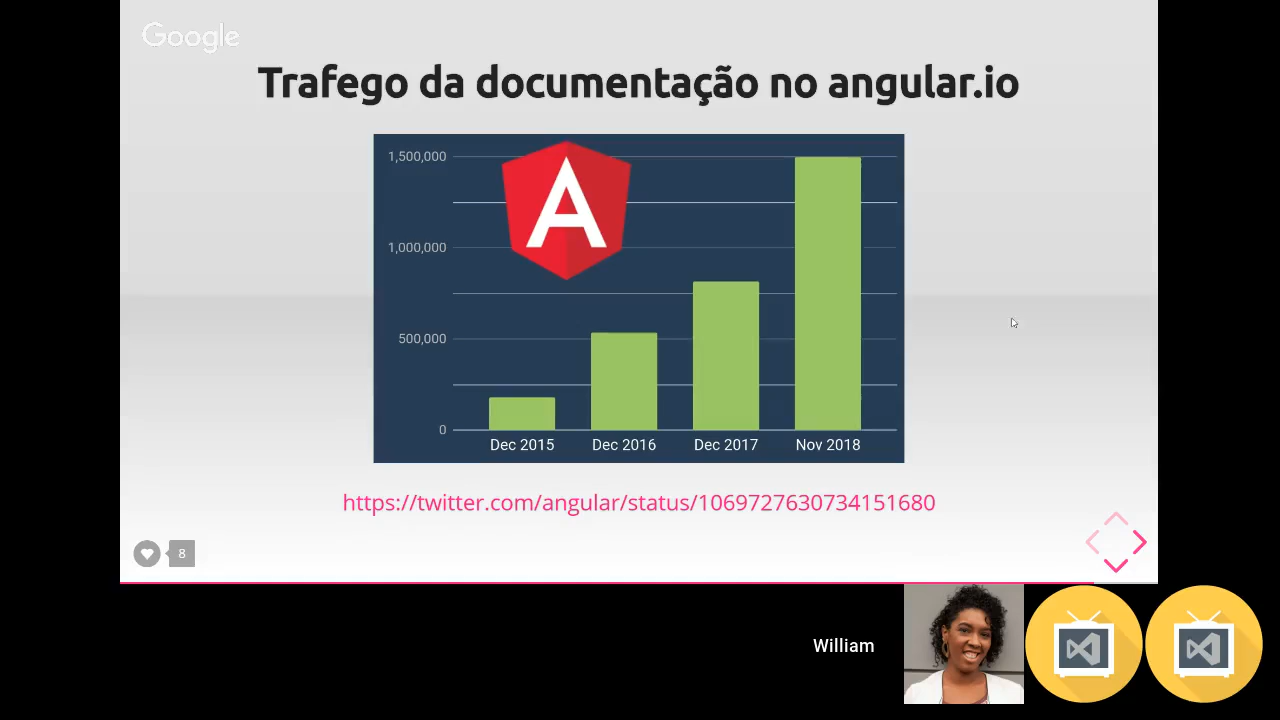 Google
Trafego da documentação no angular.io
1,500,000
1,000,000
500,000
0
Dec 2015 Dec 2016 Dec 2017 Nov 2018
A
https://twitter.com/angular/status/1069727630734151680
8
William